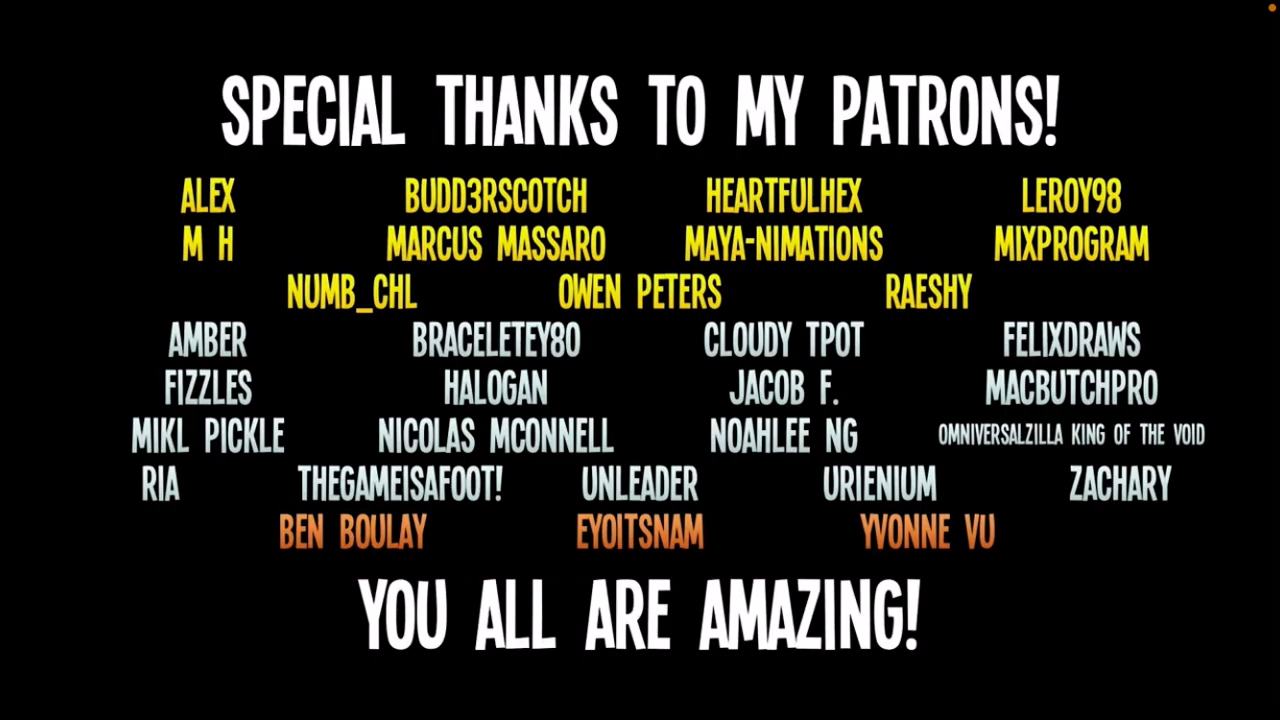 SPECIAL THANKS TO MY PATRONS!
ALEX BUDD3RSCOTCH HEARTFULHEX LEROY98
M H MARCUS MASSARO MAYA-NIMATIONS MIXPROGRAM
NUMB_CHL OWEN PETERS RAESHY
AMBER BRACELETEY80 CLOUDY TPOT FELIXDRAWS
FIZZLES HALOGAN JACOB F. MACBUTCHPRO
MIKL PICKLE NICOLAS MCONNELL NOAHLEE NG OMNIVERSALZILLA KING OF THE VOID
RIA THEGAMEISAFOOT! UNLEADER URIENIUM ZACHARY
BEN BOULAY EYOITSNAM YVONNE VU
YOU ALL ARE AMAZING!